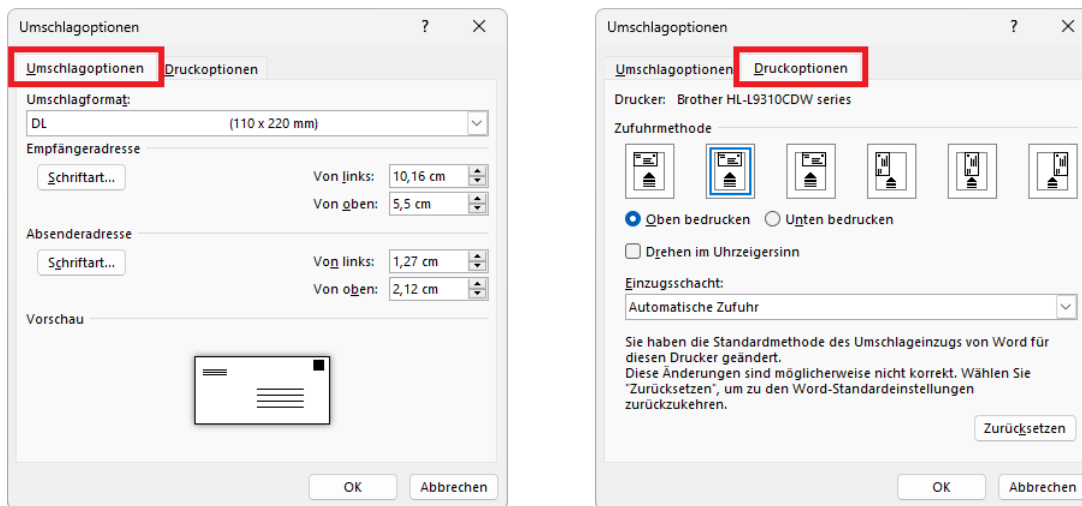 Umschlagoptionen ? ×
Umschlagoptionen Druckoptionen
Umschlagformat:
DL (110 x 220 mm)
Empfängeradresse
Schriftart... Von links: 10,16 cm
Von oben: 5,5 cm
Absenderadresse
Schriftart... Von links: 1,27 cm
Von oben: 2,12 cm
Vorschau
OK Abbrechen
Umschlagoptionen ? ×
Umschlagoptionen Druckoptionen
Drucker: Brother HL-L9310CDW series
Zufuhrmethode
Oben bedrucken Unten bedrucken
Drehen im Uhrzeigersinn
Einzugsschacht:
Automatische Zufuhr
Sie haben die Standardmethode des Umschlageinzugs von Word für
diesen Drucker geändert.
Diese Änderungen sind möglicherweise nicht korrekt. Wählen Sie
"Zurücksetzen", um zu den Word-Standardeinstellungen
zurückzukehren.
Zurücksetzen
OK Abbrechen